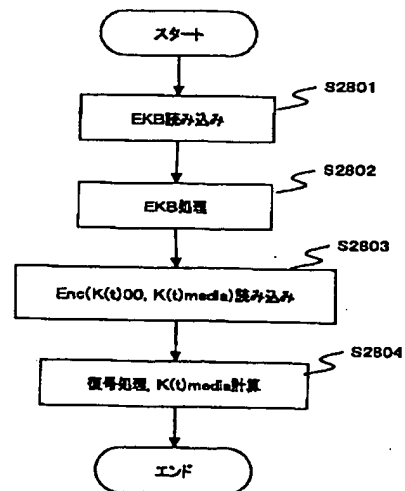 スタート
S2801
EKB読み込み
S2802
EKB処理
S2803
Enc(K(t)00, K(t)media)読み込み
S2804
復号処理, K(t)media計算
エンド